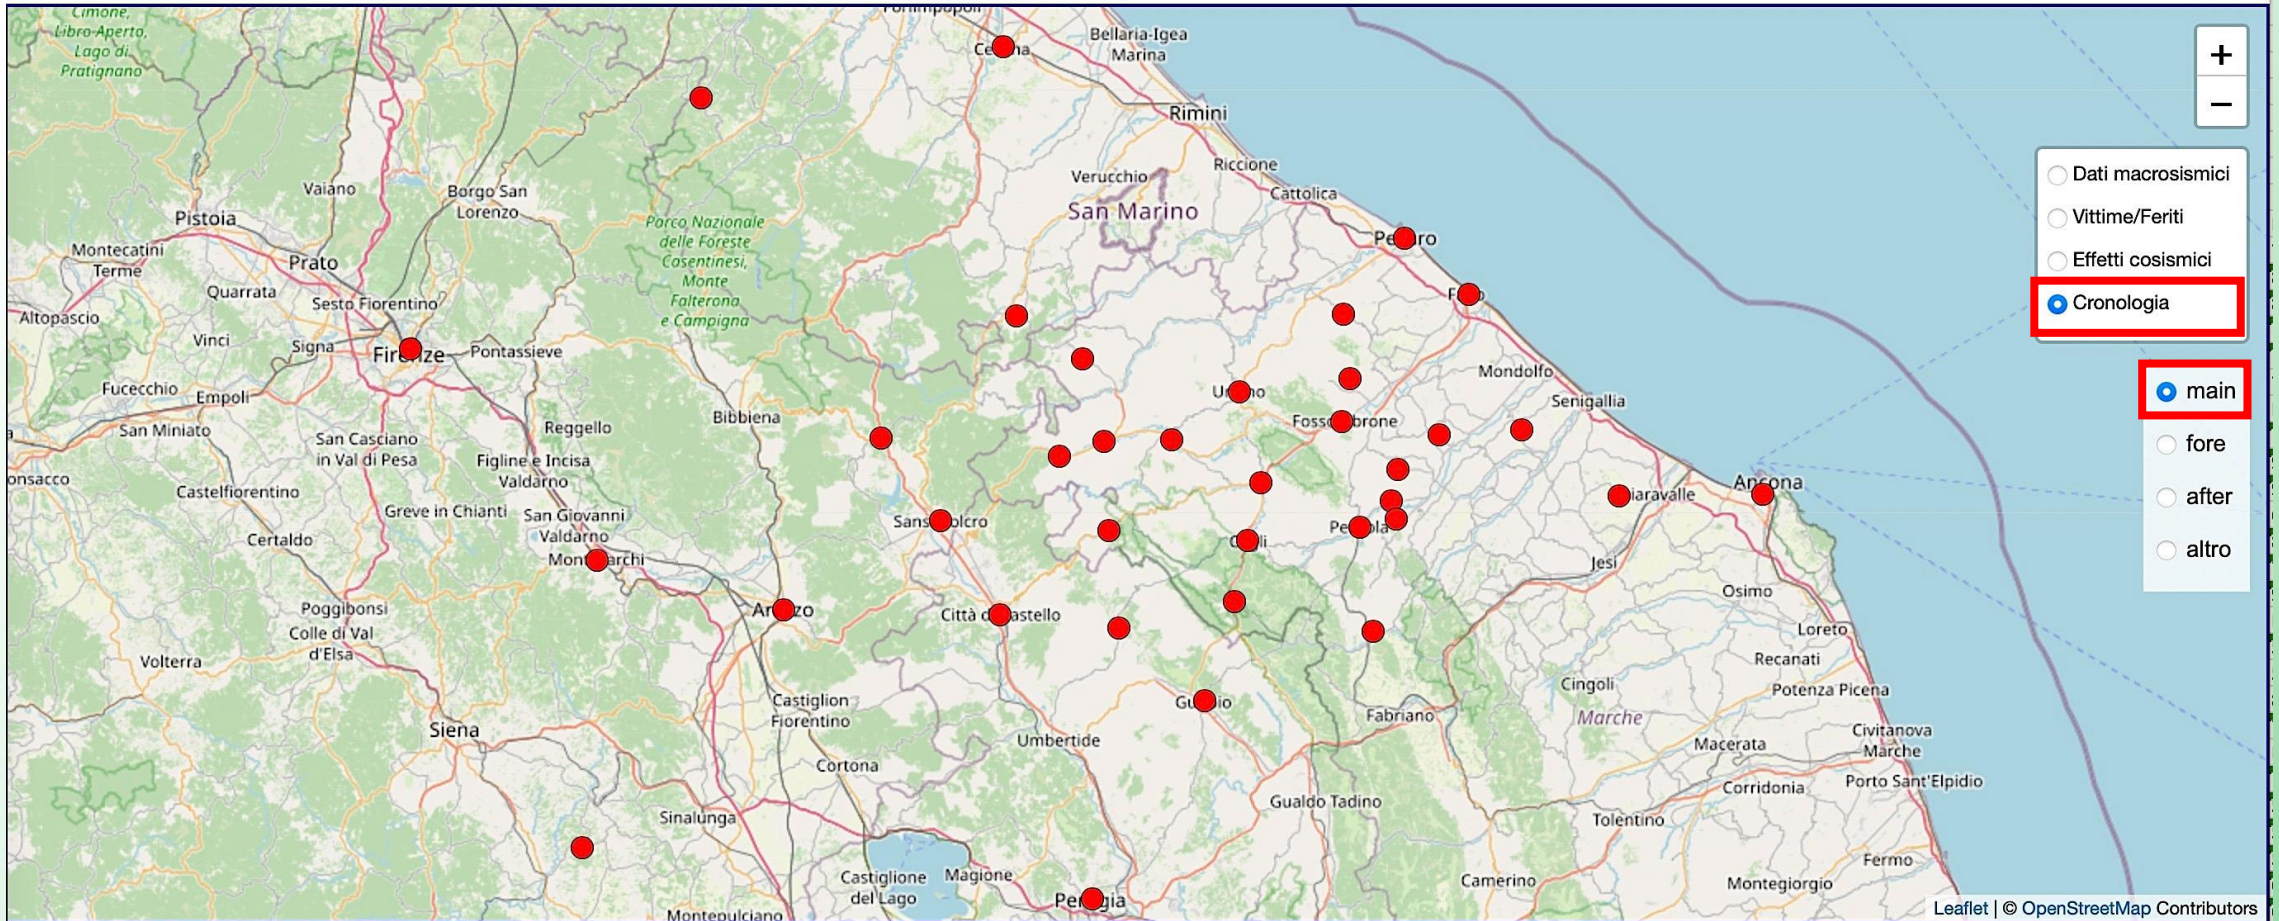 Cimone,
Libro Aperto,
Lago di
Pratignano
Bellaria-Igea
Marina
Rimini
Riccione
Verucchio
Cattolica
San Marino
Vaiano
Borgo San
Lorenzo
Pistoia
Parco Nazionale
delle Foreste
Casentinesi,
Monte
Falterona
e Campigna
Montecatini
Terme
Prato
Quarrata
Sesto Fiorentino
Altopascio
Vinci
Signa
Pontassieve
Fucecchio
Empoli
San Miniato
Bibbiena
Mondolfo
Senigallia
San Casciano
in Val di Pesa
Reggello
Figline e Incisa
Valdarno
Castelfiorentino
Greve in Chianti
San Giovanni
Valdarno
Certaldo
Ancona
Jesi
Osimo
Poggibonsi
Colle di Val
d'Elsa
Volterra
Loreto
Recanati
Cingoli
Potenza Picena
Marche
Castiglion
Fiorentino
Siena
Fabriano
Umbertide
Civitanova
Marche
Macerata
Cortona
Porto Sant'Elpidio
Corridonia
Gualdo Tadino
Sinalunga
Tolentino
Fermo
Castiglione
del Lago
Magione
Camerino
Montegiorgio
Montepulciano
+
−
Dati macrosismici
Vittime/Feriti
Effetti cosismici
Cronologia
main
fore
after
altro
Leaflet | © OpenStreetMap Contributors